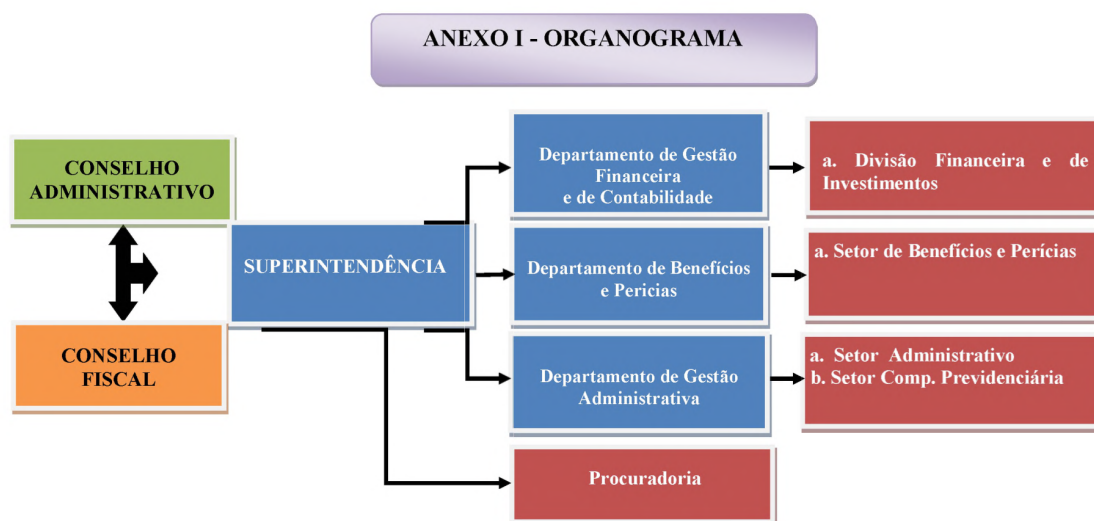 ANEXO I - ORGANOGRAMA
CONSELHO
ADMINISTRATIVO
SUPERINTENDÊNCIA
CONSELHO
FISCAL
Departamento de Gestão
Financeira
e de Contabilidade
a. Divisão Financeira e de
Investimentos
Departamento de Benefícios
e Pericias
a. Setor de Benefícios e Perícias
Departamento de Gestão
Administrativa
a. Setor Administrativo
b. Setor Comp. Previdenciária
Procuradoria